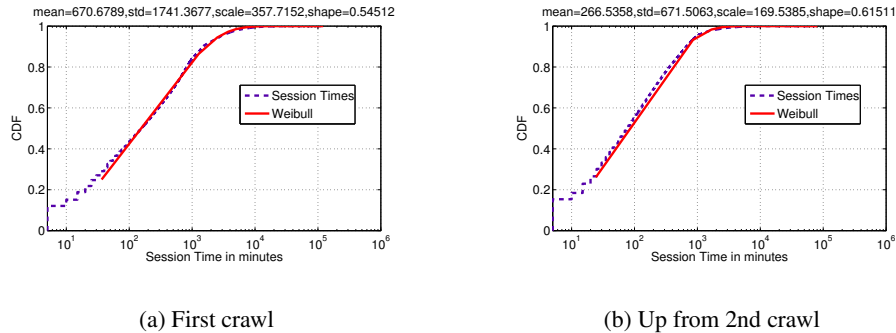 mean=670.6789,std=1741.3677,scale=357.7152,shape=0.54512
1
0.8
0.6
0.4
0.2
0
CDF
Session Times
Weibull
10^1 10^2 10^3 10^4 10^5 10^6
Session Time in minutes
(a) First crawl
mean=266.5358,std=671.5063,scale=169.5385,shape=0.61511
1
0.8
0.6
0.4
0.2
0
CDF
Session Times
Weibull
10^1 10^2 10^3 10^4 10^5 10^6
Session Time in minutes
(b) Up from 2nd crawl